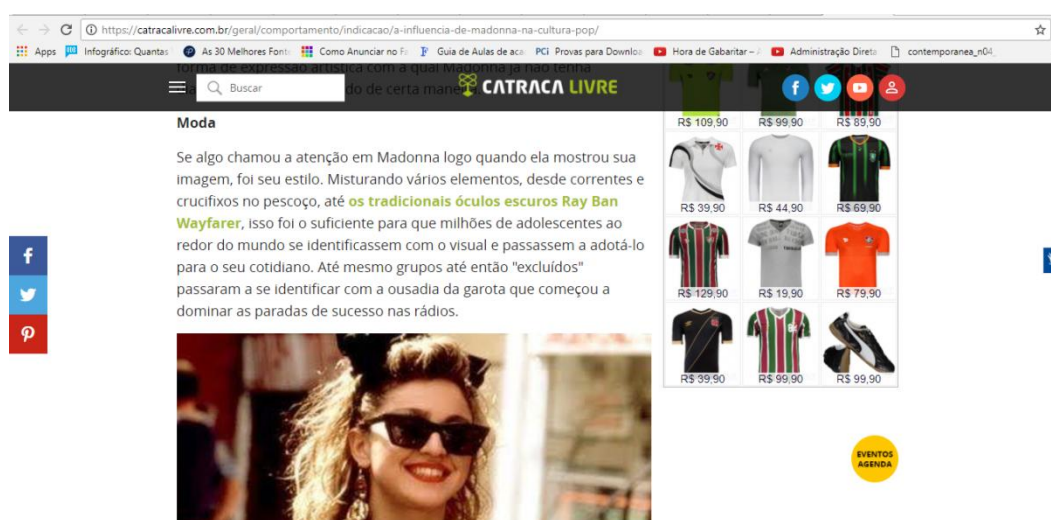 https://catracalivre.com.br/geral/comportamento/indicacao/a-influencia-de-madonna-na-cultura-pop/
Apps Infográfico: Quantas As 30 Melhores Fonte Como Anunciar no Fa Guia de Aulas de aca PCi Provas para Downloa Hora de Gabaritar – A Administração Direta contemporanea_n04_
forma de expressão artística com a qual Madonna já não tenha
do de certa maneira
Buscar
CATRACA LIVRE
Moda
Se algo chamou a atenção em Madonna logo quando ela mostrou sua
imagem, foi seu estilo. Misturando vários elementos, desde correntes e
crucifixos no pescoço, até os tradicionais óculos escuros Ray Ban
Wayfarer, isso foi o suficiente para que milhões de adolescentes ao
redor do mundo se identificassem com o visual e passassem a adotá-lo
para o seu cotidiano. Até mesmo grupos até então "excluídos"
passaram a se identificar com a ousadia da garota que começou a
dominar as paradas de sucesso nas rádios.
R$ 109,90 R$ 99,90 R$ 89,90
R$ 39,90 R$ 44,90 R$ 69,90
R$ 129,90 R$ 19,90 R$ 79,90
R$ 39,90 R$ 99,90 R$ 99,90
EVENTOS
AGENDA